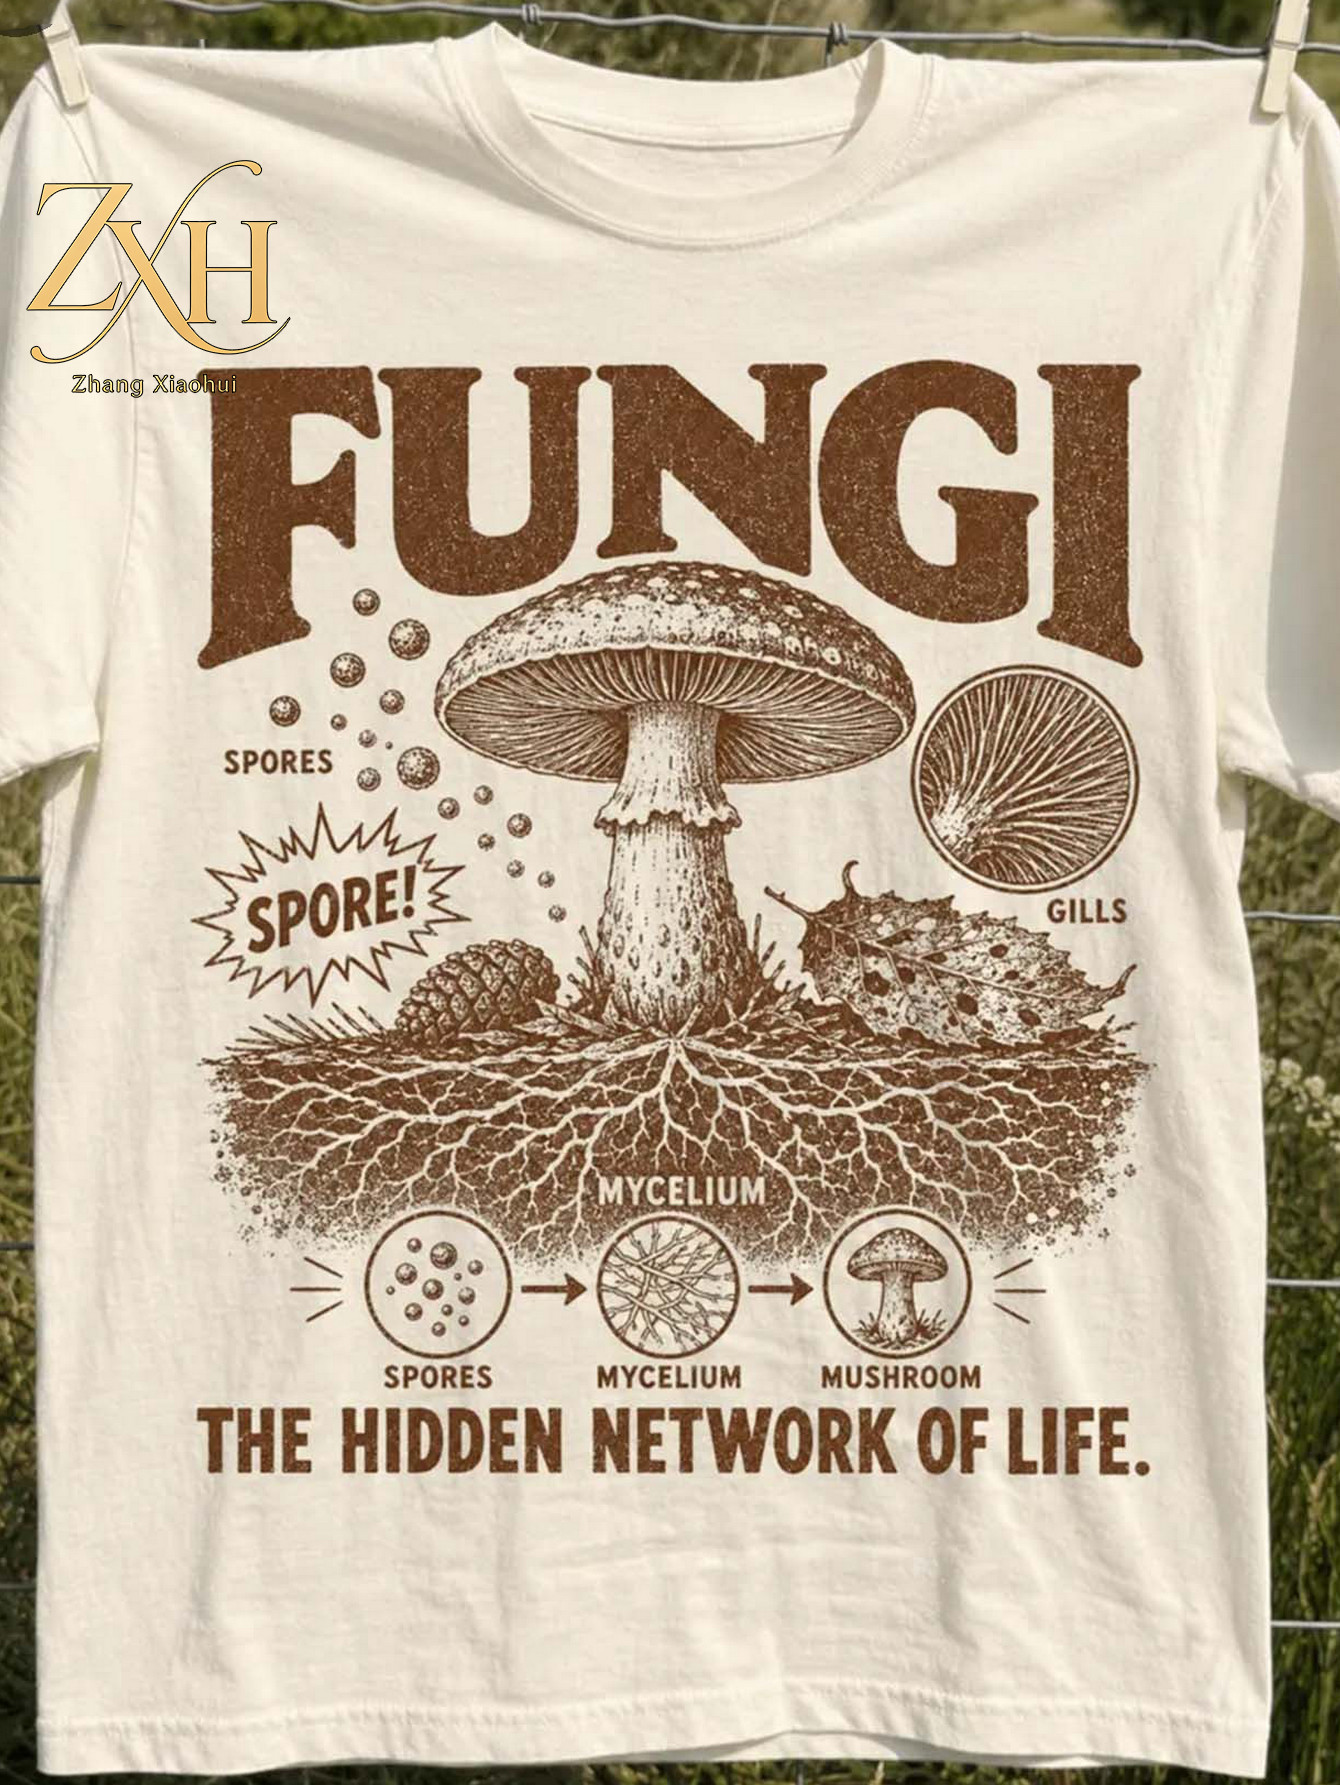 ZXH
Zhang Xiaohui
FUNGI
SPORES
SPORE!
GILLS
MYCELIUM
SPORES
MYCELIUM
MUSHROOM
THE HIDDEN NETWORK OF LIFE.